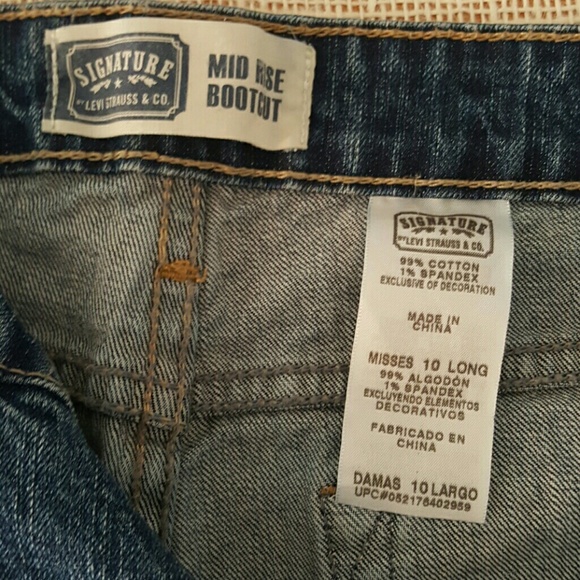 SIGNATURE
BY LEVI STRAUSS & CO.
MID RISE
BOOTCUT
SIGNATURE
BY LEVI STRAUSS & CO.
99% COTTON
1% SPANDEX
EXCLUSIVE OF DECORATION
MADE IN
CHINA
MISSES 10 LONG
99% ALGODÓN
1% SPANDEX
EXCLUYENDO ELEMENTOS
DECORATIVOS
FABRICADO EN
CHINA
DAMAS 10 LARGO
UPC#052176402959